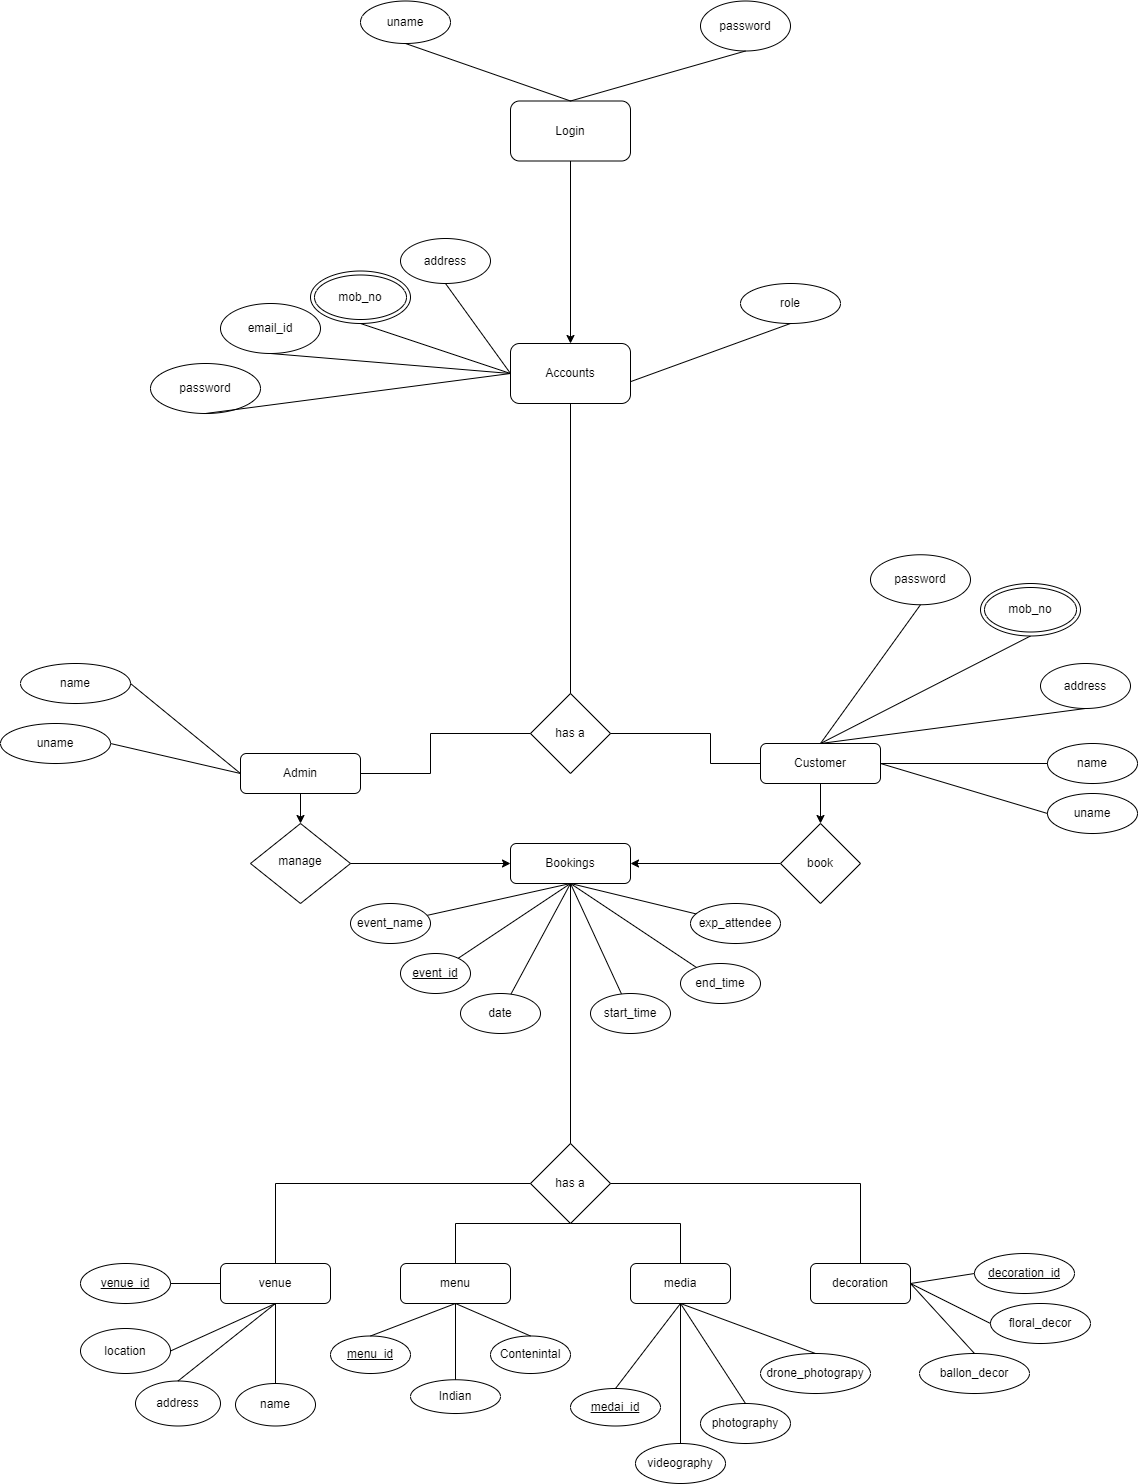 uname
password
Login
address
mob_no
role
email_id
Accounts
password
password
mob_no
name
address
uname
has a
Admin
Customer
name
uname
manage
Bookings
book
event_name
exp_attendee
event_id
end_time
date
start_time
has a
venue_id
venue
menu
media
decoration
decoration_id
floral_decor
location
menu_id
Contenintal
drone_photograpy
ballon_decor
address
name
Indian
medai_id
photography
videography